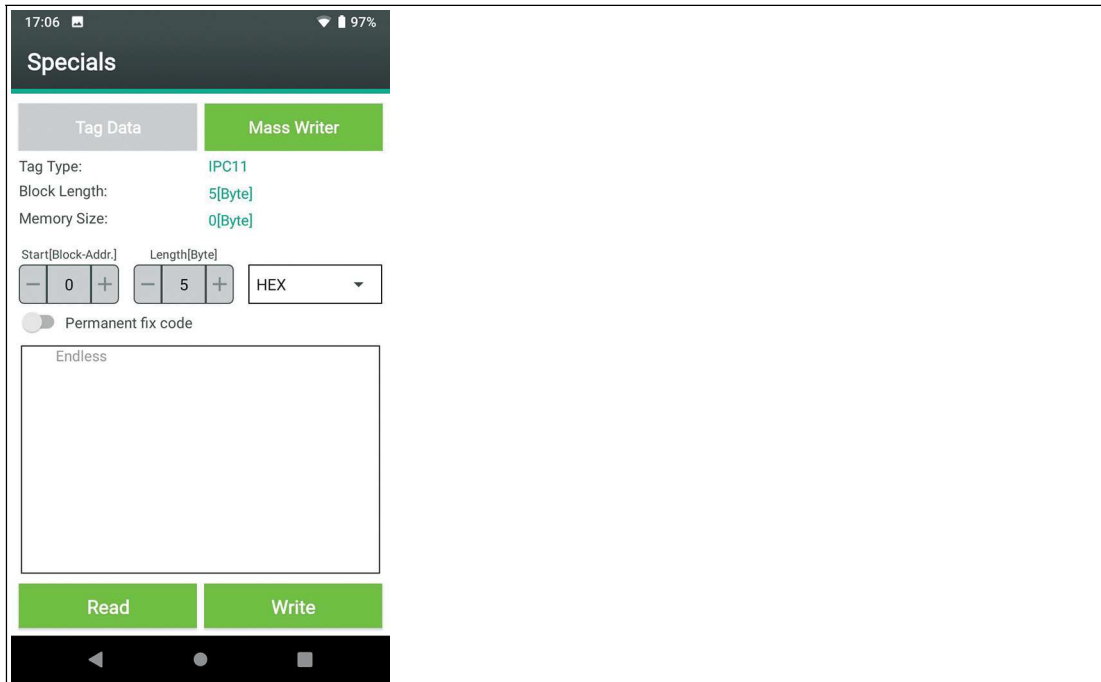 17:06 97%
Specials
Tag Data Mass Writer
Tag Type: IPC11
Block Length: 5[Byte]
Memory Size: 0[Byte]
Start[Block-Addr.] Length[Byte]
− 0 + − 5 + HEX
Permanent fix code
Endless
Read Write